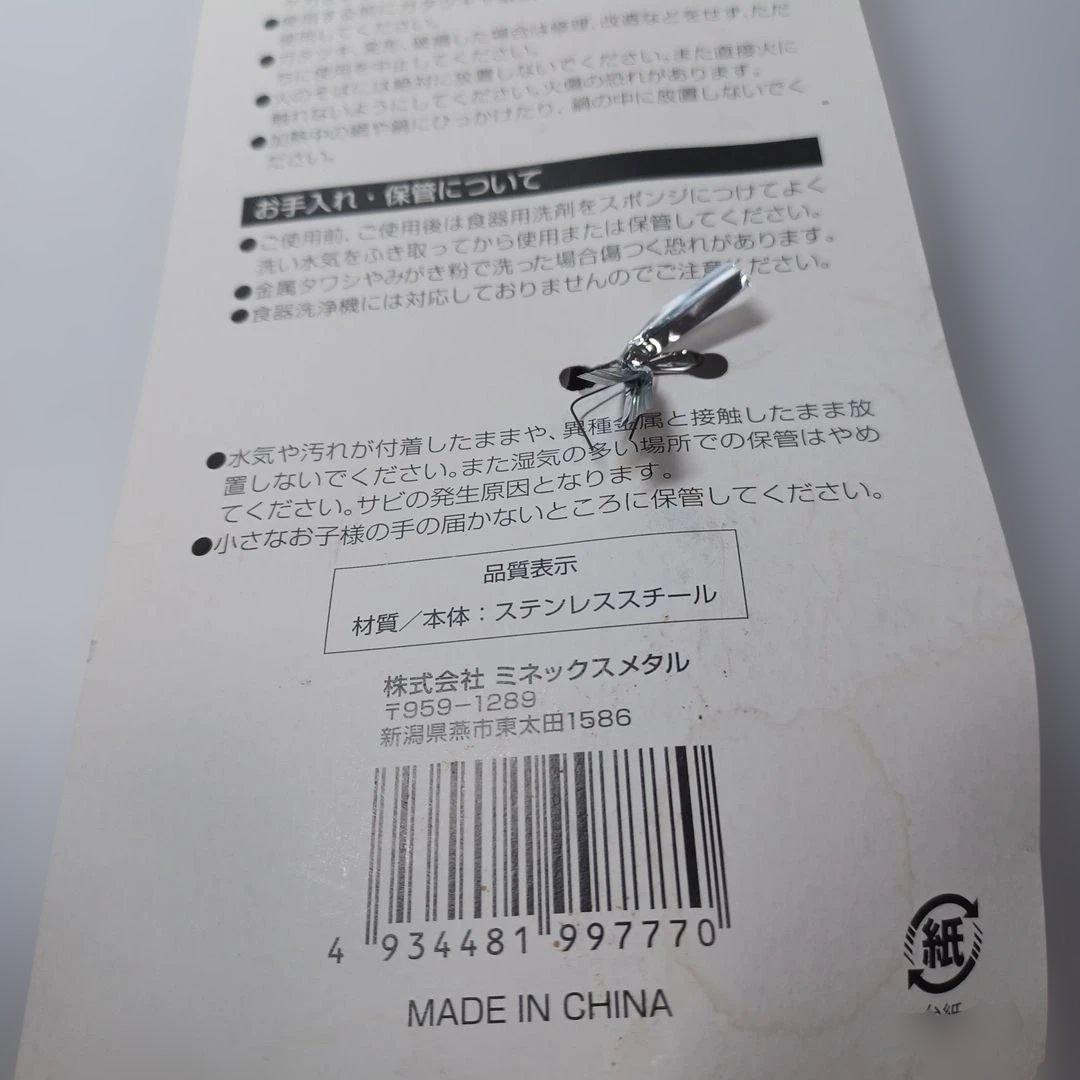 使用してください。
●ガタツキ、変形、破損した場合は修理、改造などをせず、ただ
ちに使用を中止してください。
●火のそばには絶対に放置しないでください。また直接火に
触れないようにしてください。火傷の恐れがあります。
●加熱中の網や鍋にひっかけたり、鍋の中に放置しないでく
ださい。
お手入れ・保管について
●ご使用前、ご使用後は食器用洗剤をスポンジにつけてよく
洗い水気をふき取ってから使用または保管してください。
●金属タワシやみがき粉で洗った場合傷つく恐れがあります。
●食器洗浄機には対応しておりませんのでご注意ください。
●水気や汚れが付着したままや、異種金属と接触したまま放
置しないでください。また湿気の多い場所での保管はやめ
てください。サビの発生原因となります。
●小さなお子様の手の届かないところに保管してください。
品質表示
材質／本体：ステンレススチール
株式会社 ミネックスメタル
〒959-1289
新潟県燕市東太田1586
4 934481 997770
MADE IN CHINA
紙